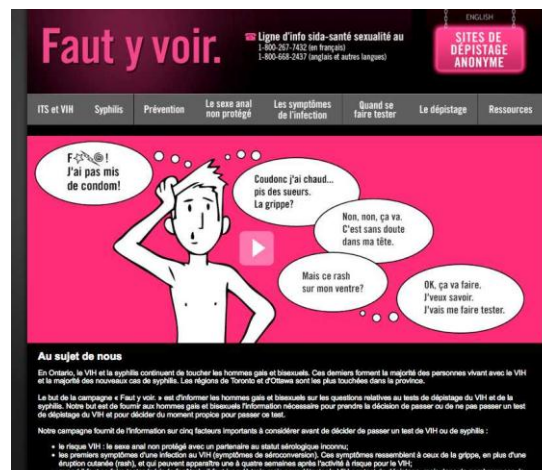 Faut y voir.
Ligne d'info sida-santé sexualité au
1-800-267-7432 (en français)
1-800-668-2437 (anglais et autres langues)
ENGLISH
SITES DE
DÉPISTAGE
ANONYME
ITS et VIH
Syphilis
Prévention
Le sexe anal
non protégé
Les symptômes
de l'infection
Quand se
faire tester
Le dépistage
Ressources
J'ai pas mis
de condom!
Coudonc j'ai chaud...
pis des sueurs.
La grippe?
Non, non, ça va.
C'est sans doute
dans ma tête.
Mais ce rash
sur mon ventre?
OK, ça va faire.
J'veux savoir.
J'vais me faire tester.
Au sujet de nous
En Ontario, le VIH et la syphilis continuent de toucher les hommes gais et bisexuels. Ces derniers forment la majorité des personnes vivant avec le VIH
et la majorité des nouveaux cas de syphilis. Les régions de Toronto et d'Ottawa sont les plus touchées dans la province.
Le but de la campagne « Faut y voir. » est d'informer les hommes gais et bisexuels sur les questions relatives au tests de dépistage du VIH et de la
syphilis. Notre but est de fournir aux hommes gais et bisexuels l'information nécessaire pour prendre la décision de passer ou de ne pas passer un test
de dépistage du VIH et pour décider du moment propice pour passer ce test.
Notre campagne fournit de l'information sur cinq facteurs importants à considérer avant de décider de passer un test de VIH ou de syphilis :
• le risque VIH : le sexe anal non protégé avec un partenaire au statut sérologique inconnu;
• les premiers symptômes d'une infection au VIH (symptômes de séroconversion). Ces symptômes ressemblent à ceux de la grippe, en plus d'une
éruption cutanée (rash), et qui peuvent apparaître une à quatre semaines après l'activité à risque pour le VIH;